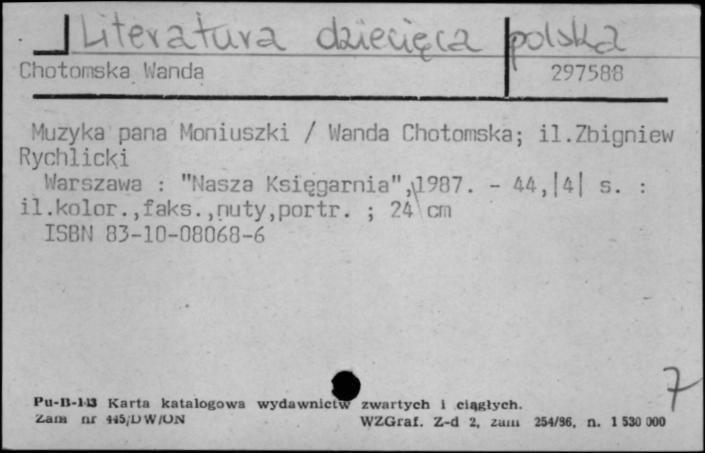 Literatura dziecięca polska
Chotomska Wanda 297588
Muzyka pana Moniuszki / Wanda Chotomska; il.Zbigniew
Rychlicki
Warszawa : "Nasza Księgarnia", 1987. - 44,|4| s. :
il.kolor.,faks.,nuty,portr. ; 24 cm
ISBN 83-10-08068-6
7
Pu-B-143 Karta katalogowa wydawnictw zwartych i ciągłych.
Zam nr 445/DW/ON WZGraf. Z-d 2, zam 254/86, n. 1 530 000